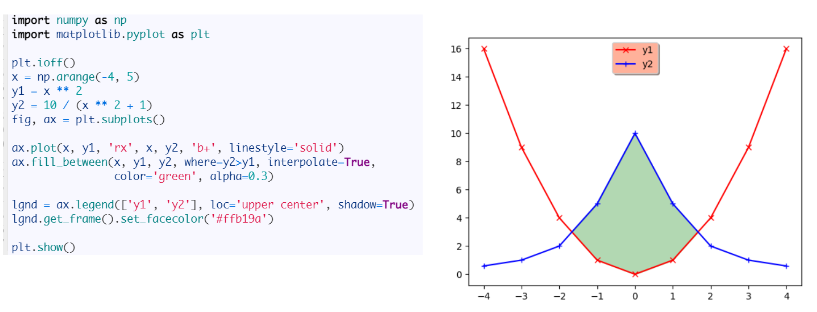 import numpy as np
import matplotlib.pyplot as plt
plt.ioff()
x = np.arange(-4, 5)
y1 = x ** 2
y2 = 10 / (x ** 2 + 1)
fig, ax = plt.subplots()
ax.plot(x, y1, 'rx', x, y2, 'b+', linestyle='solid')
ax.fill_between(x, y1, y2, where=y2>y1, interpolate=True,
color='green', alpha=0.3)
lgnd = ax.legend(['y1', 'y2'], loc='upper center', shadow=True)
lgnd.get_frame().set_facecolor('#ffb19a')
plt.show()
y1
y2
16
14
12
10
8
6
4
2
0
−4 −3 −2 −1 0 1 2 3 4